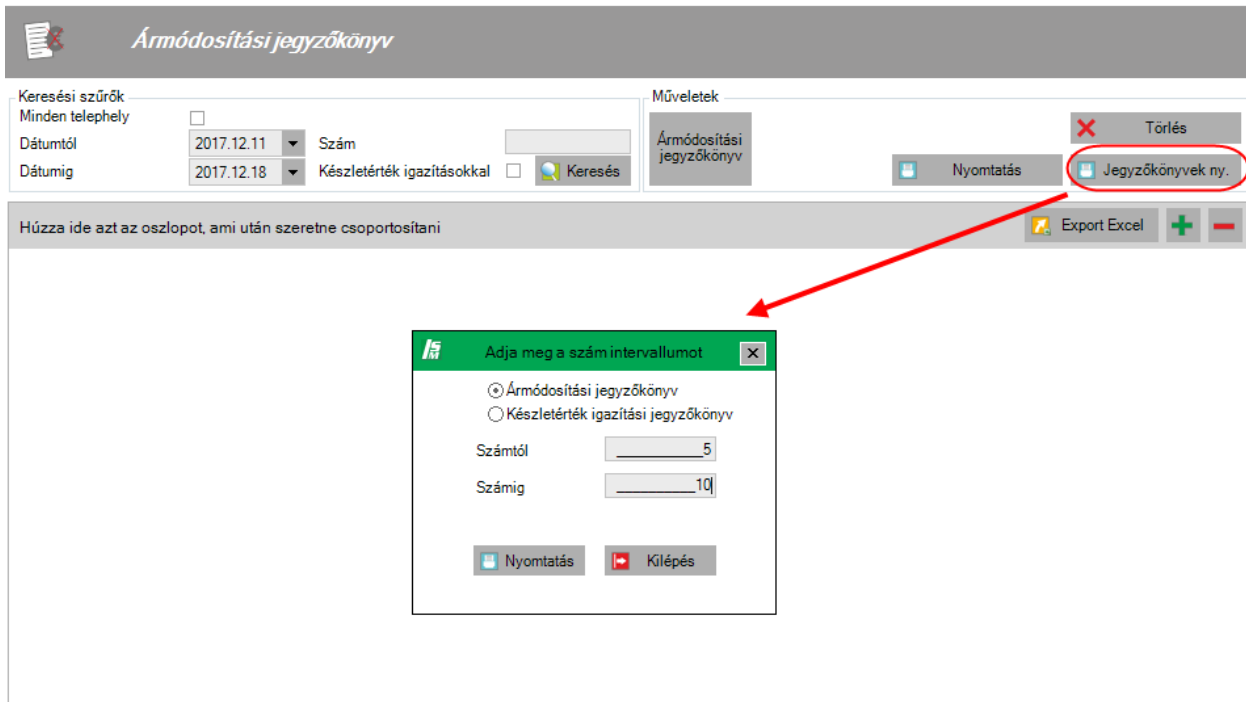 Ármódosítási jegyzőkönyv
Keresési szűrők
Minden telephely
Dátumtól 2017.12.11 Szám
Dátumig 2017.12.18 Készletérték igazításokkal Keresés
Műveletek
Ármódosítási
jegyzőkönyv
Törlés
Nyomtatás Jegyzőkönyvek ny.
Húzza ide azt az oszlopot, ami után szeretne csoportosítani Export Excel
Adja meg a szám intervallumot
Ármódosítási jegyzőkönyv
Készletérték igazítási jegyzőkönyv
Számtól ___________5
Számig __________10
Nyomtatás Kilépés